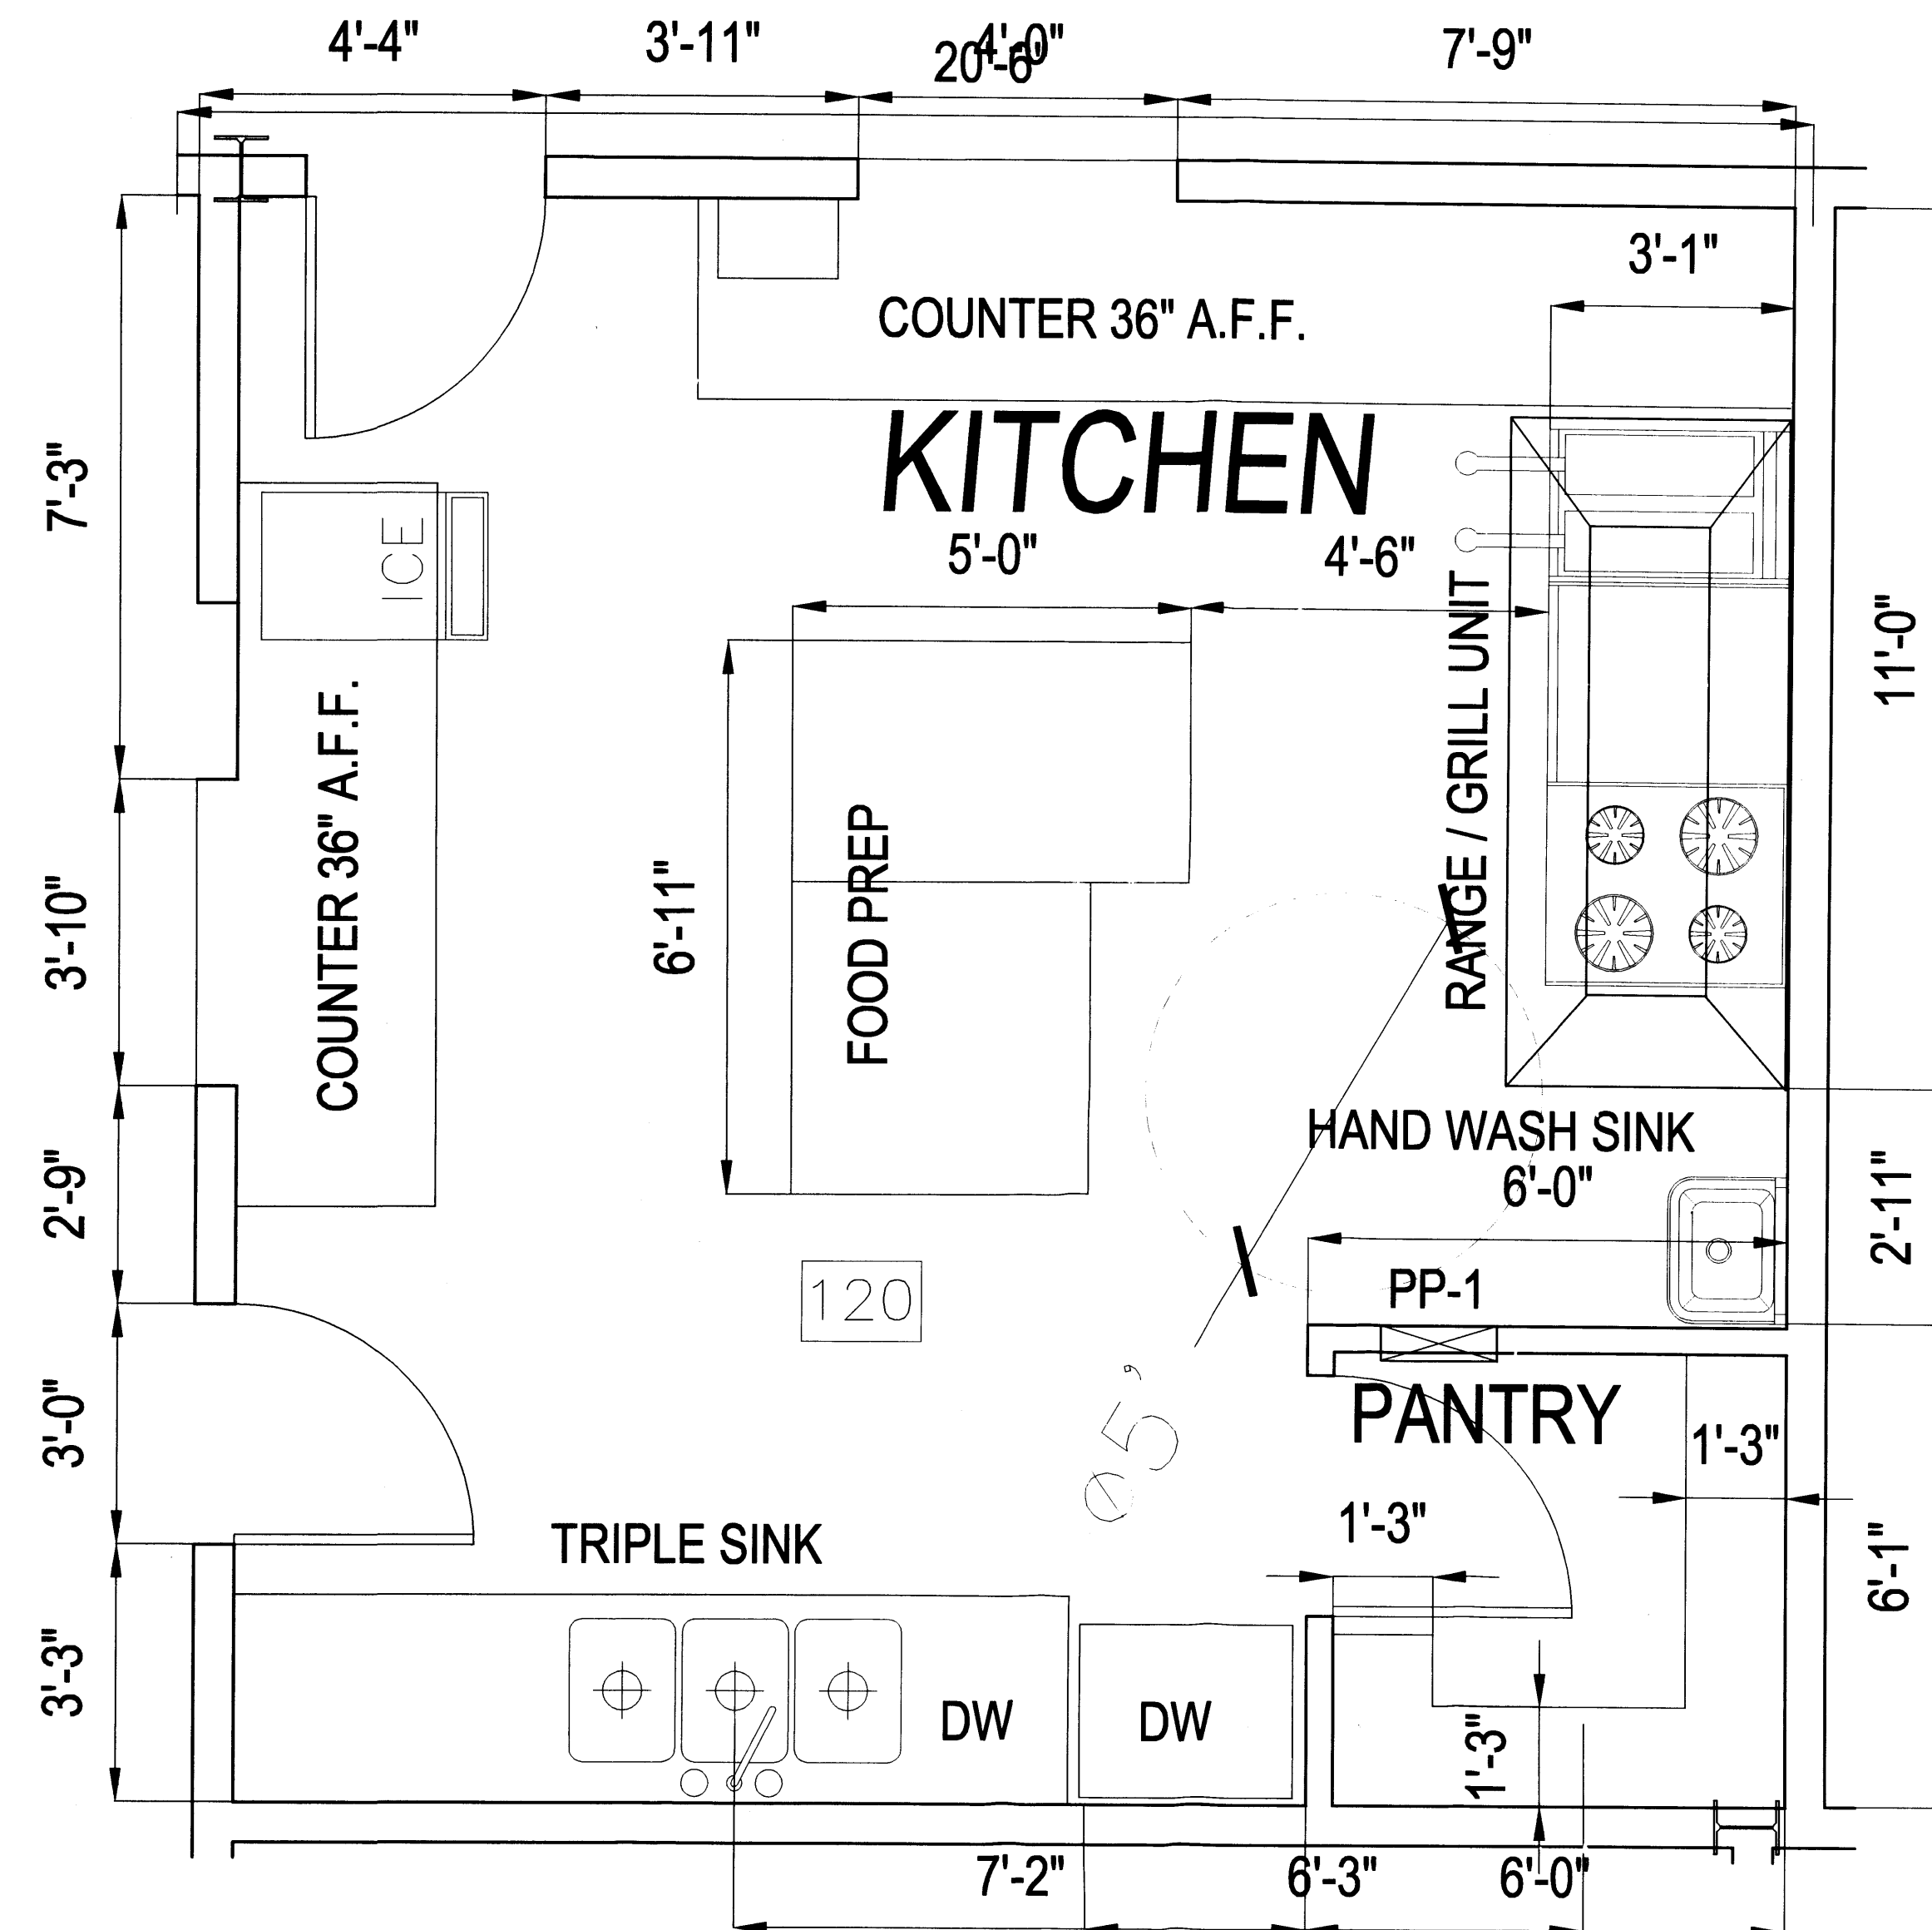 4'-4"
3'-11"
4'-0"
20'-6"
7'-9"
3'-1"
COUNTER 36" A.F.F.
KITCHEN
7'-3"
5'-0"
4'-6"
ICE
RANGE / GRILL UNIT
11'-0"
COUNTER 36" A.F.F.
FOOD PREP
6'-11"
3'-10"
HAND WASH SINK
6'-0"
2'-9"
2'-11"
PP-1
120
ø5'
PANTRY
3'-0"
1'-3"
1'-3"
TRIPLE SINK
6'-1"
3'-3"
DW
DW
1'-3"
7'-2"
6'-3"
6'-0"